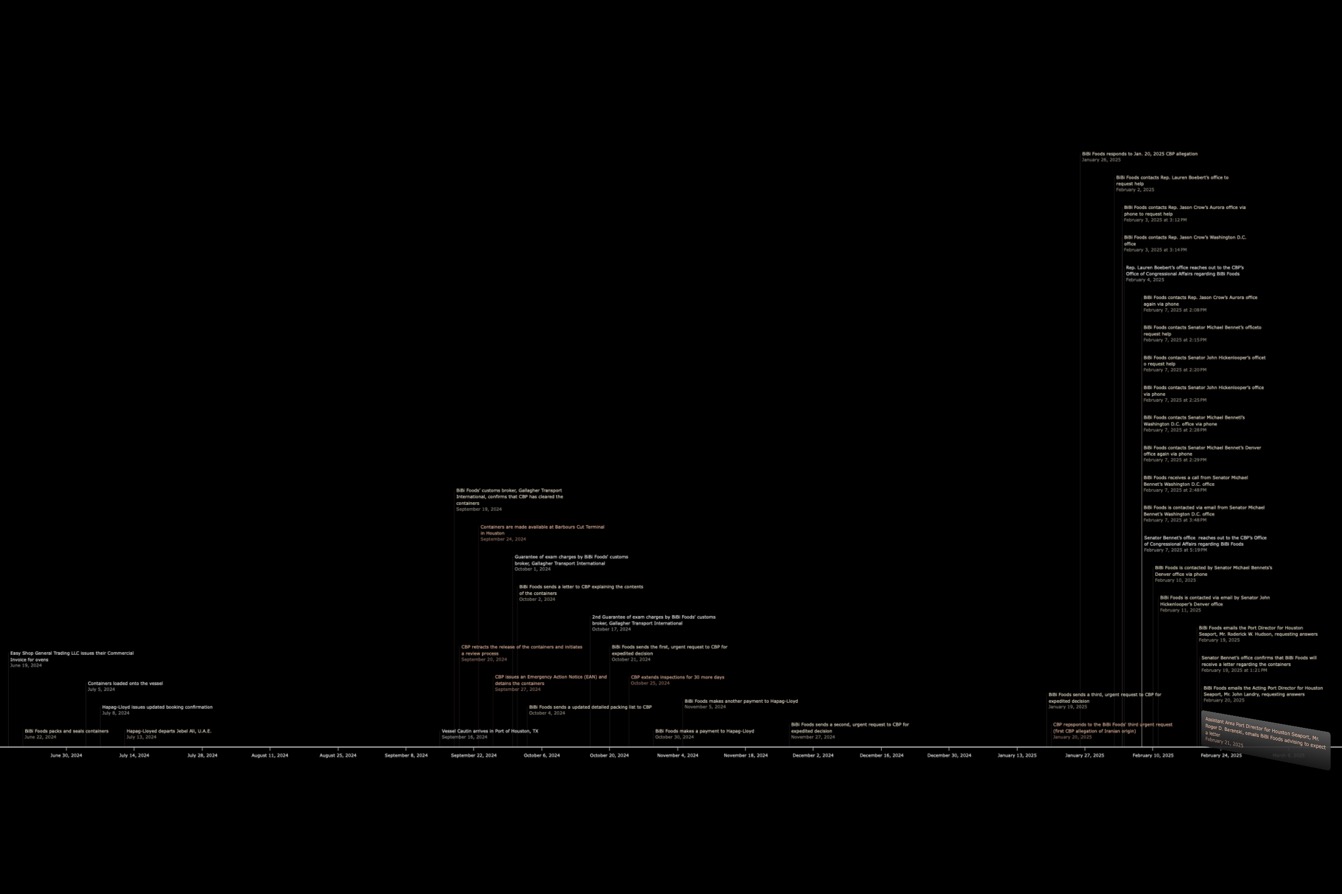 BiBi Foods responds to Jan. 20, 2025 CBP allegation
January 26, 2025
BiBi Foods contacts Rep. Lauren Boebert's office to
request help
February 2, 2025
BiBi Foods contacts Rep. Jason Crow's Aurora office via
phone to request help
February 3, 2025 at 3:12PM
BiBi Foods contacts Rep. Jason Crow's Washington D.C.
office
February 3, 2025 at 3:14PM
Rep. Lauren Boebert's office reaches out to the CBP's
Office of Congressional Affairs regarding BiBi Foods
February 4, 2025
BiBi Foods contacts Rep. Jason Crow's Aurora office
again via phone
February 7, 2025 at 2:08PM
BiBi Foods contacts Senator Michael Bennet's officeto
request help
February 7, 2025 at 2:15PM
BiBi Foods contacts Senator John Hickenlooper's officet
o request help
February 7, 2025 at 2:20PM
BiBi Foods contacts Senator John Hickenlooper's office
via phone
February 7, 2025 at 2:25PM
BiBi Foods contacts Senator Michael Bennet's
Washington D.C. office via phone
February 7, 2025 at 2:28PM
BiBi Foods contacts Senator Michael Bennet's Denver
office again via phone
February 7, 2025 at 2:29PM
BiBi Foods receives a call from Senator Michael
Bennet's Washington D.C. office
February 7, 2025 at 2:48PM
BiBi Foods is contacted via email from Senator Michael
Bennet's Washington D.C. office
February 7, 2025 at 3:48PM
Senator Bennet's office reaches out to the CBP's Office
of Congressional Affairs regarding BiBi Foods
February 7, 2025 at 5:19PM
BiBi Foods is contacted by Senator Michael Bennets's
Denver office via phone
February 10, 2025
BiBi Foods is contacted via email by Senator John
Hickenlooper's Denver office
February 11, 2025
BiBi Foods emails the Port Director for Houston
Seaport, Mr. Roderick W. Hudson, requesting answers
February 19, 2025
Senator Bennet's office confirms that BiBi Foods will
receive a letter regarding the containers
February 19, 2025 at 1:21PM
BiBi Foods emails the Acting Port Director for Houston
Seaport, Mr. John Landry, requesting answers
February 20, 2025
Assistant Area Port Director for Houston Seaport, Mr.
Roger D. emails BiBi Foods advising to expect
a letter
February 21, 2025
BiBi Foods' customs broker, Gallagher Transport
International, confirms that CBP has cleared the
containers
September 19, 2024
Containers are made available at Barbours Cut Terminal
in Houston
September 24, 2024
Guarantee of exam charges by BiBi Foods' customs
broker, Gallagher Transport International
October 1, 2024
BiBi Foods sends a letter to CBP explaining the contents
of the containers
October 2, 2024
2nd Guarantee of exam charges by BiBi Foods' customs
broker, Gallagher Transport International
October 17, 2024
CBP retracts the release of the containers and initiates
a review process
September 20, 2024
BiBi Foods sends the first, urgent request to CBP for
expedited decision
October 21, 2024
CBP issues an Emergency Action Notice (EAN) and
detains the containers
September 27, 2024
CBP extends inspections for 30 more days
October 25, 2024
BiBi Foods sends a updated detailed packing list to CBP
October 4, 2024
BiBi Foods makes another payment to Hapag-Lloyd
November 5, 2024
Vessel Cautin arrives in Port of Houston, TX
September 16, 2024
BiBi Foods makes a payment to Hapag-Lloyd
October 30, 2024
BiBi Foods sends a second, urgent request to CBP for
expedited decision
November 27, 2024
BiBi Foods sends a third, urgent request to CBP for
expedited decision
January 19, 2025
CBP repeponds to the BiBi Foods' third urgent request
(first CBP allegation of Iranian origin)
January 20, 2025
Easy Shop General Trading LLC issues their Commercial
Invoice for overs
Containers loaded onto the vessel
July 5, 2024
Hapag-Lloyd issues updated booking confirmation
July 8, 2024
BiBi Foods packs and seals containers
June 22, 2024
Hapag-Lloyd departs Jebel Ali, U.A.E.
July 13, 2024
June 30, 2024
July 14, 2024
July 28, 2024
August 11, 2024
August 25, 2024
September 8, 2024
September 22, 2024
October 6, 2024
October 20, 2024
November 4, 2024
November 18, 2024
December 2, 2024
December 16, 2024
December 30, 2024
January 13, 2025
January 27, 2025
February 10, 2025
February 24, 2025